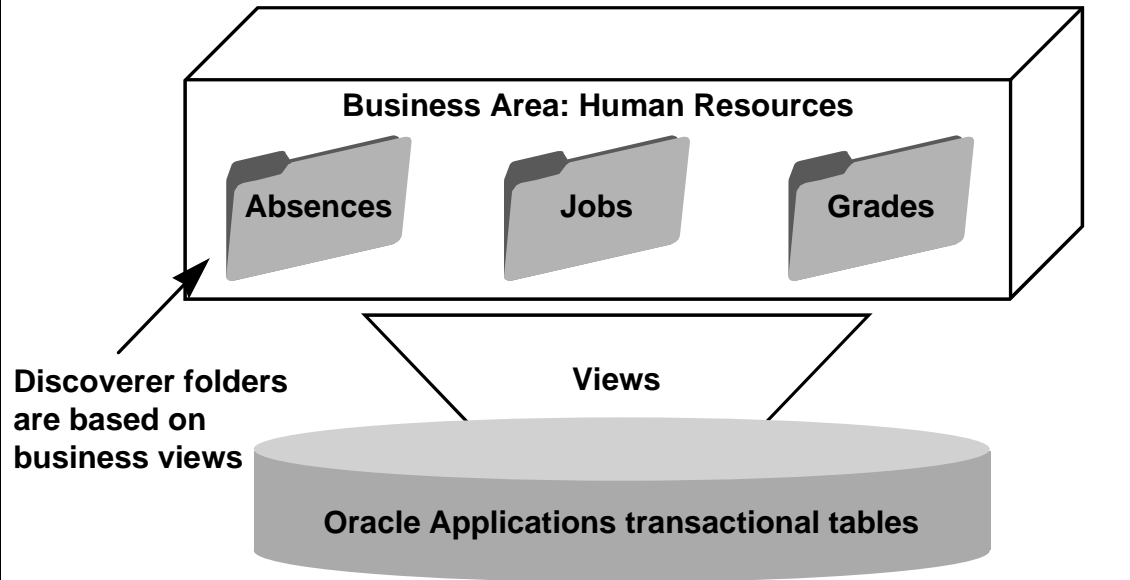 Business Area: Human Resources
Absences
Jobs
Grades
Discoverer folders
are based on
business views
Views
Oracle Applications transactional tables